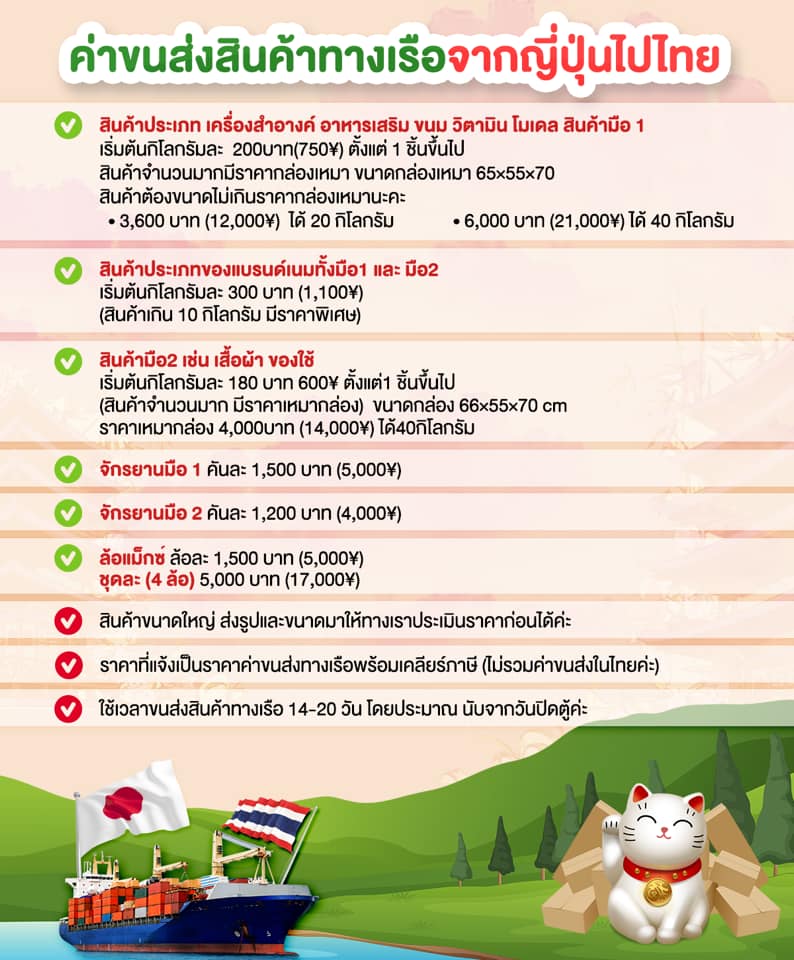 ค่าขนส่งสินค้าทางเรือจากญี่ปุ่นไปไทย
สินค้าประเภท เครื่องสำอางค์ อาหารเสริม ขนม วิตามิน โมเดล สินค้ามือ 1
เริ่มต้นกิโลกรัมละ 200บาท(750¥) ตั้งแต่ 1 ชิ้นขึ้นไป
สินค้าจำนวนมากมีราคากล่องเหมา ขนาดกล่องเหมา 65×55×70
สินค้าต้องขนาดไม่เกินราคากล่องเหมานะคะ
• 3,600 บาท (12,000¥) ได้ 20 กิโลกรัม • 6,000 บาท (21,000¥) ได้ 40 กิโลกรัม
สินค้าประเภทของแบรนด์เนมทั้งมือ1 และ มือ2
เริ่มต้นกิโลกรัมละ 300 บาท (1,100¥)
(สินค้าเกิน 10 กิโลกรัม มีราคาพิเศษ)
สินค้ามือ2 เช่น เสื้อผ้า ของใช้
เริ่มต้นกิโลกรัมละ 180 บาท 600¥ ตั้งแต่1 ชิ้นขึ้นไป
(สินค้าจำนวนมาก มีราคาเหมากล่อง) ขนาดกล่อง 66×55×70 cm
ราคาเหมากล่อง 4,000บาท (14,000¥) ได้40กิโลกรัม
จักรยานมือ 1 คันละ 1,500 บาท (5,000¥)
จักรยานมือ 2 คันละ 1,200 บาท (4,000¥)
ล้อแม็กซ์ ล้อละ 1,500 บาท (5,000¥)
ชุดละ (4 ล้อ) 5,000 บาท (17,000¥)
สินค้าขนาดใหญ่ ส่งรูปและขนาดมาให้ทางเราประเมินราคาก่อนได้ค่ะ
ราคาที่แจ้งเป็นราคาค่าขนส่งทางเรือพร้อมเคลียร์ภาษี (ไม่รวมค่าขนส่งในไทยค่ะ)
ใช้เวลาขนส่งสินค้าทางเรือ 14-20 วัน โดยประมาณ นับจากวันปิดตู้ค่ะ